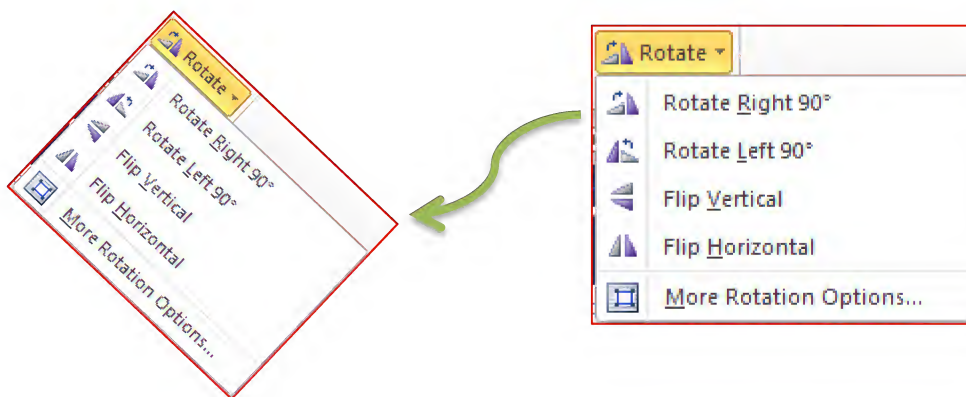 Rotate
Rotate Right 90°
Rotate Left 90°
Flip Vertical
Flip Horizontal
More Rotation Options...
Rotate
Rotate Right 90°
Rotate Left 90°
Flip Vertical
Flip Horizontal
More Rotation Options...